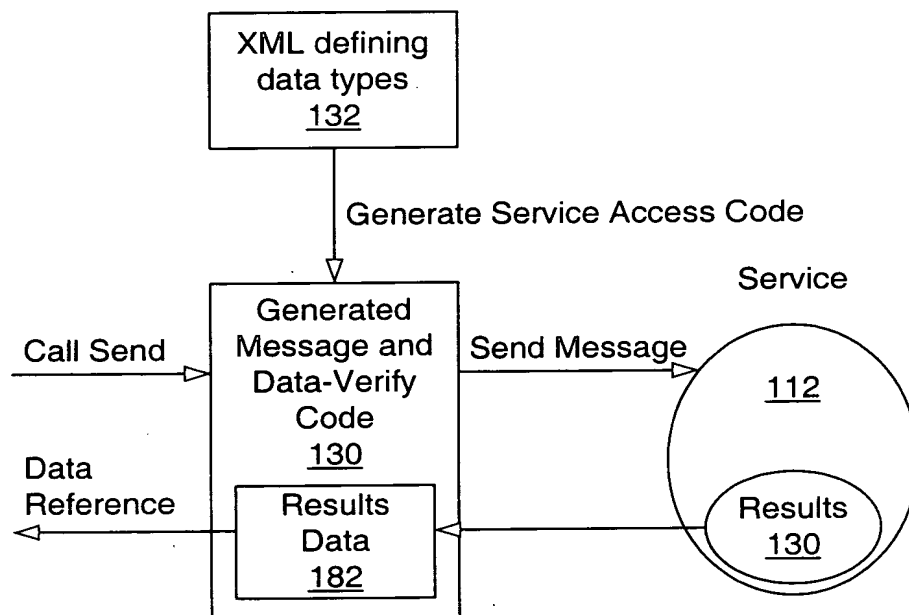 XML defining
data types
132
Generate Service Access Code
Service
Call Send
Generated
Message and
Data-Verify
Code
130
Send Message
112
Data
Reference
Results
Data
182
Results
130